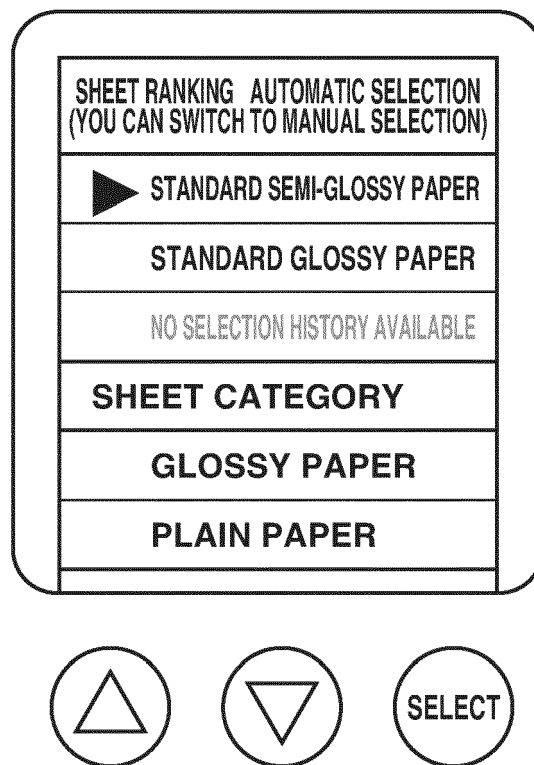 SHEET RANKING AUTOMATIC SELECTION
(YOU CAN SWITCH TO MANUAL SELECTION)
STANDARD SEMI-GLOSSY PAPER
STANDARD GLOSSY PAPER
NO SELECTION HISTORY AVAILABLE
SHEET CATEGORY
GLOSSY PAPER
PLAIN PAPER
SELECT